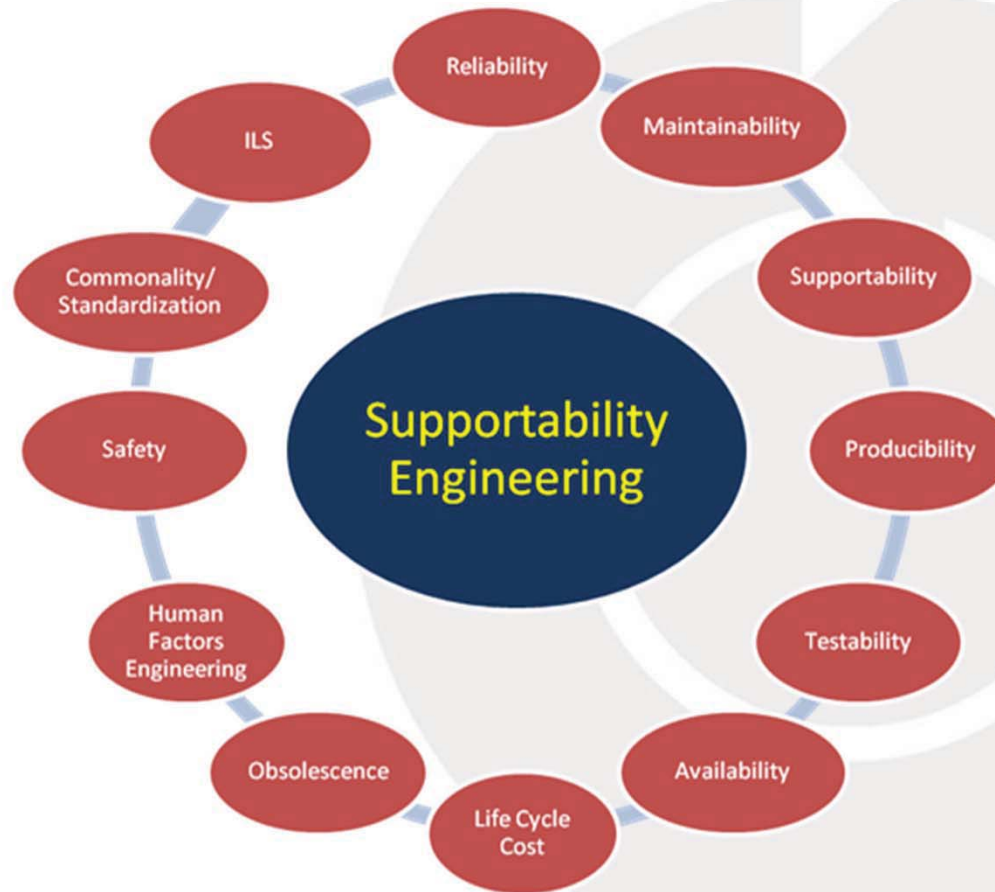 Reliability
Maintainability
Supportability
Producibility
Testability
Availability
Life Cycle
Cost
Obsolescence
Human
Factors
Engineering
Safety
Commonality/
Standardization
ILS
Supportability
Engineering